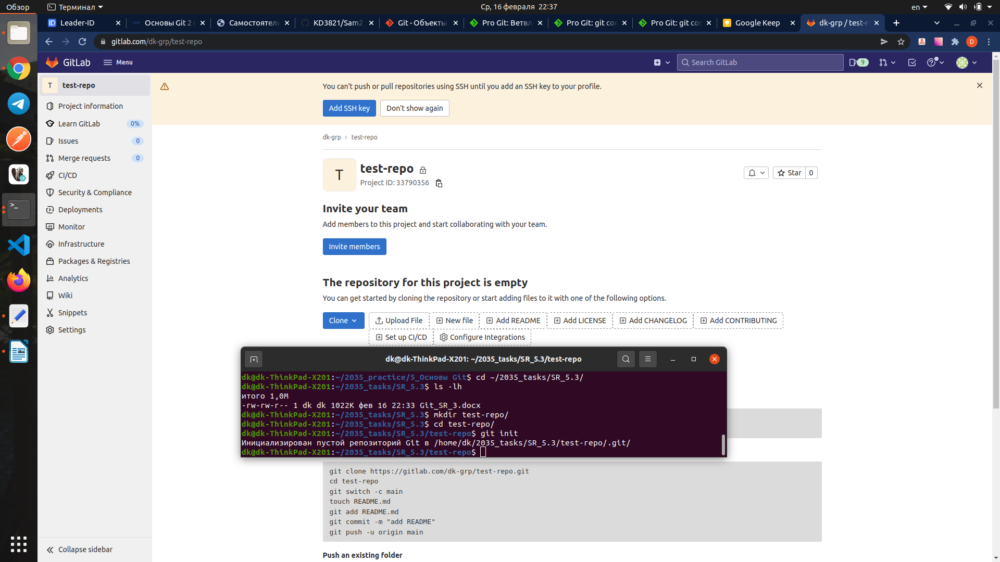 Обзор
Терминал
Ср, 16 февраля 22:37
en
Leader-ID
Основы Git 2
Самостоятель
KD3821/Sam2
Git - Объекты
Pro Git: Ветвл
Pro Git: git cor
Pro Git: git cor
Google Keep
dk-grp / test-r
gitlab.com/dk-grp/test-repo
D
GitLab
Menu
Search GitLab
9
T
test-repo
Project information
Learn GitLab
0%
Issues
0
Merge requests
0
CI/CD
Security & Compliance
Deployments
Monitor
Infrastructure
Packages & Registries
Analytics
Wiki
Snippets
Settings
Collapse sidebar
You can't push or pull repositories using SSH until you add an SSH key to your profile.
Add SSH key
Don't show again
dk-grp › test-repo
T
test-repo
Project ID: 33790356
Star
0
Invite your team
Add members to this project and start collaborating with your team.
Invite members
The repository for this project is empty
You can get started by cloning the repository or start adding files to it with one of the following options.
Clone
Upload File
New file
Add README
Add LICENSE
Add CHANGELOG
Add CONTRIBUTING
Set up CI/CD
Configure Integrations
dk@dk-ThinkPad-X201: ~/2035_tasks/SR_5.3/test-repo
dk@dk-ThinkPad-X201:~/2035_practice/5_Основы Git$ cd ~/2035_tasks/SR_5.3/
dk@dk-ThinkPad-X201:~/2035_tasks/SR_5.3$ ls -lh
итого 1,0M
-rw-rw-r-- 1 dk dk 1022K фев 16 22:33 Git_SR_3.docx
dk@dk-ThinkPad-X201:~/2035_tasks/SR_5.3$ mkdir test-repo/
dk@dk-ThinkPad-X201:~/2035_tasks/SR_5.3$ cd test-repo/
dk@dk-ThinkPad-X201:~/2035_tasks/SR_5.3/test-repo$ git init
Инициализирован пустой репозиторий Git в /home/dk/2035_tasks/SR_5.3/test-repo/.git/
dk@dk-ThinkPad-X201:~/2035_tasks/SR_5.3/test-repo$
git clone https://gitlab.com/dk-grp/test-repo.git
cd test-repo
git switch -c main
touch README.md
git add README.md
git commit -m "add README"
git push -u origin main
Push an existing folder